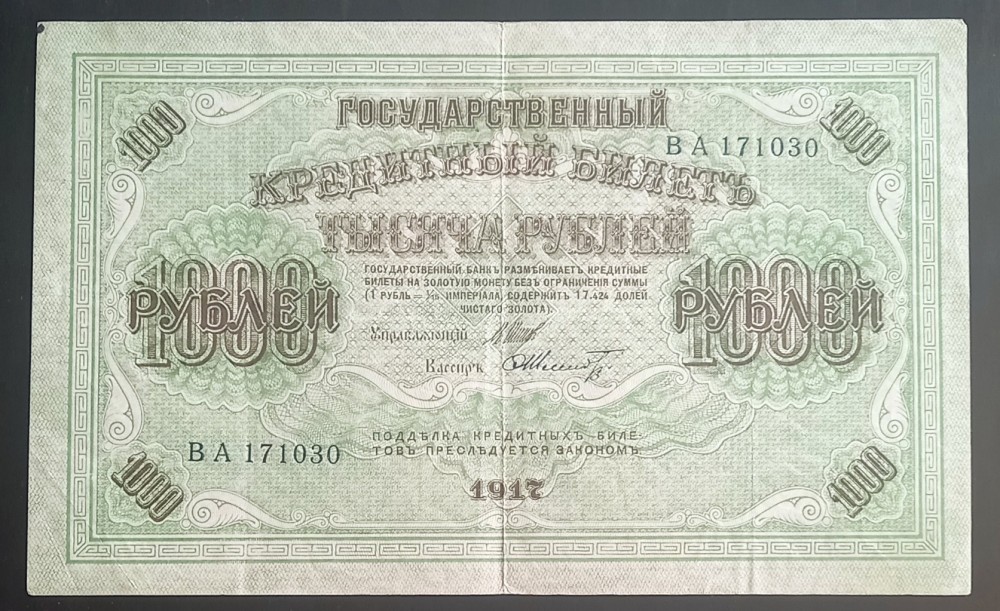 1000
ГОСУДАРСТВЕННЫЙ
1000
ВА 171030
КРЕДИТНЫЙ БИЛЕТЪ
ТЫСЯЧА РУБЛЕЙ
ГОСУДАРСТВЕННЫЙ БАНКЪ РАЗМѢНИВАЕТЪ КРЕДИТНЫЕ
БИЛЕТЫ НА ЗОЛОТУЮ МОНЕТУ БЕЗЪ ОГРАНИЧЕНІЯ СУММЫ
(1 РУБЛЬ = 1/15 ИМПЕРІАЛА, СОДЕРЖИТЪ 17.424 ДОЛЕЙ
ЧИСТАГО ЗОЛОТА).
1000 РУБЛЕЙ
1000 РУБЛЕЙ
Управляющій
Кассиръ
ПОДДѢЛКА КРЕДИТНЫХЪ БИЛЕ-
ТОВЪ ПРЕСЛѢДУЕТСЯ ЗАКОНОМЪ.
ВА 171030
1000
1917
1000